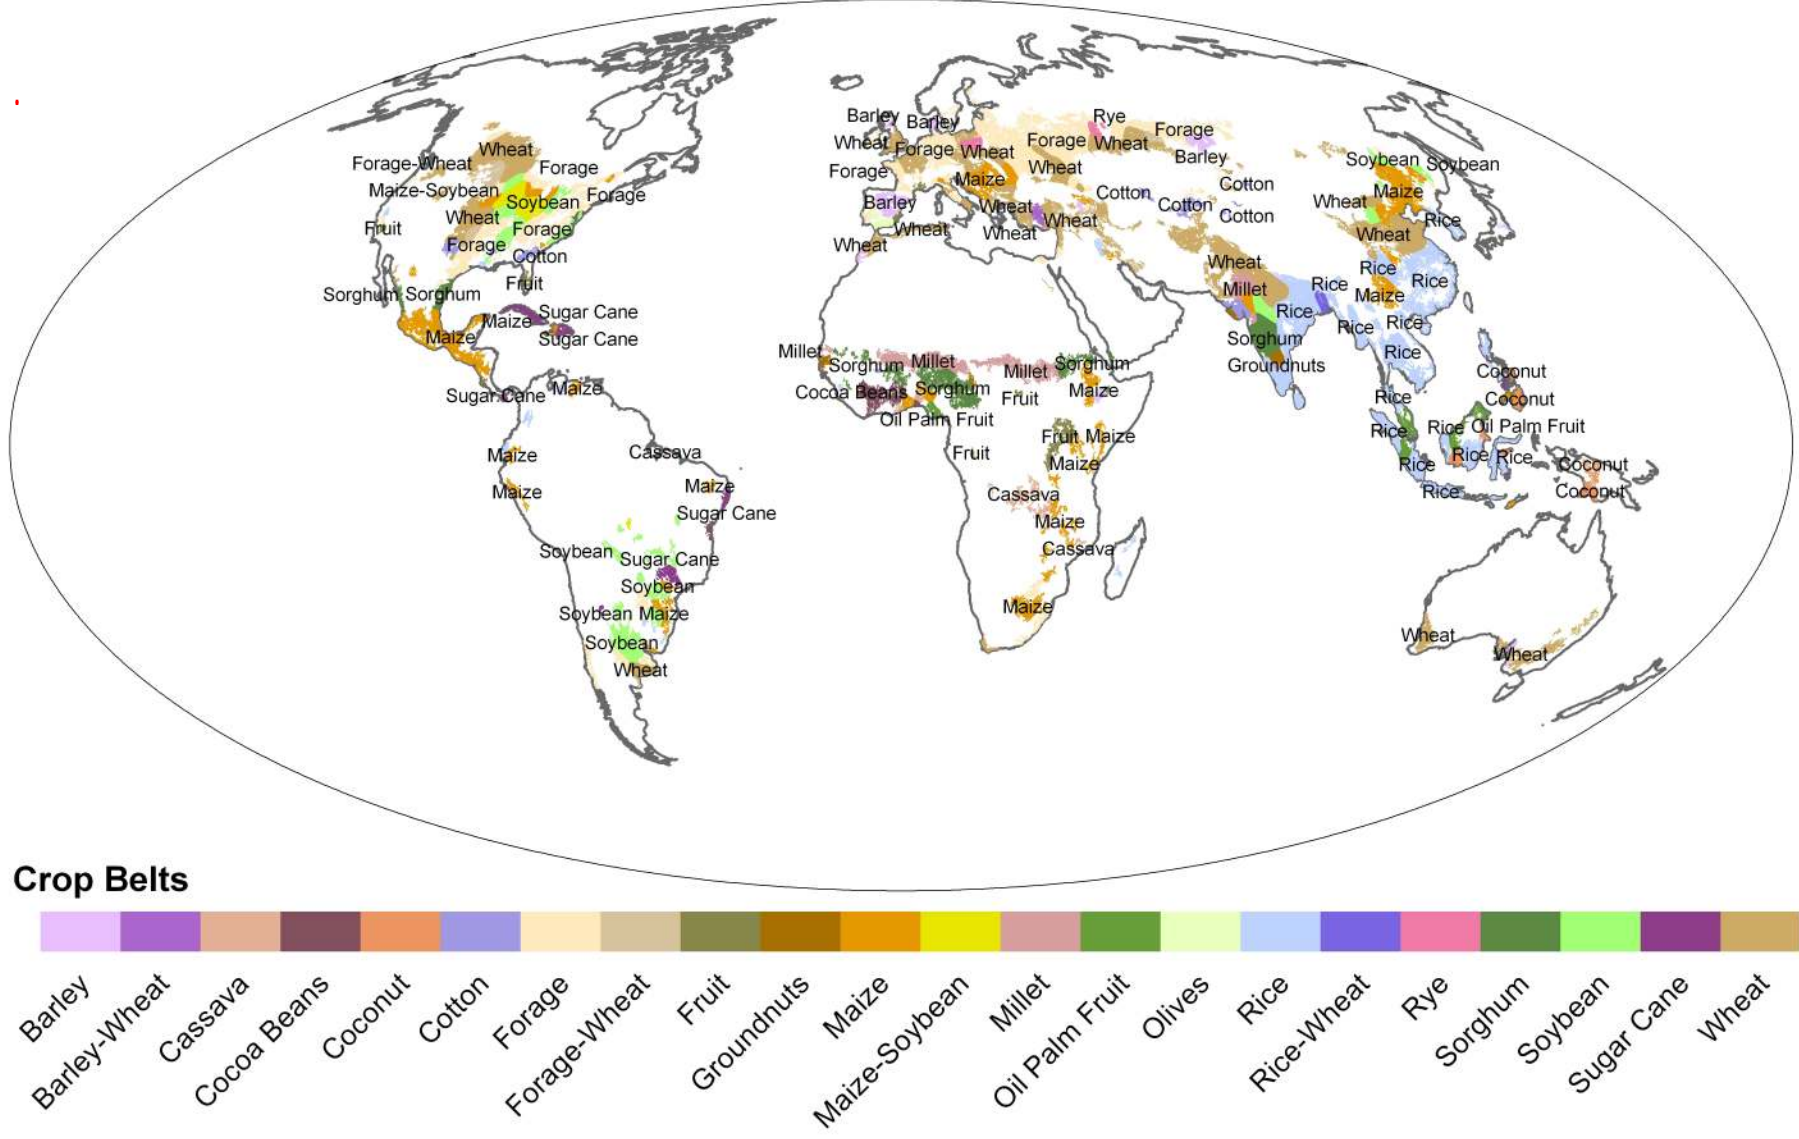 Barley
Barley
Rye
Wheat
Forage
Wheat
Forage
Wheat
Forage
Wheat
Barley
Forage-Wheat
Forage
Forage
Wheat
Soybean
Soybean
Maize-Soybean
Soybean
Forage
Maize
Cotton
Cotton
Maize
Wheat
Forage
Fruit
Forage
Cotton
Barley
Wheat
Wheat
Wheat
Wheat
Wheat
Cotton
Cotton
Wheat
Wheat
Rice
Sorghum
Sorghum
Fruit
Wheat
Millet
Rice
Rice
Rice
Rice
Maize
Maize
Maize
Sugar Cane
Sugar Cane
Sorghum
Groundnuts
Rice
Rice
Rice
Millet
Sorghum
Millet
Millet
Sorghum
Sugar Cane
Maize
Cocoa Beans
Sorghum
Fruit
Maize
Oil Palm Fruit
Rice
Coconut
Coconut
Maize
Cassava
Fruit
Fruit
Maize
Maize
Rice
Rice
Oil Palm Fruit
Rice
Rice
Rice
Coconut
Maize
Maize
Sugar Cane
Cassava
Maize
Rice
Coconut
Soybean
Sugar Cane
Cassava
Soybean
Soybean
Maize
Maize
Soybean
Wheat
Wheat
Wheat
Crop Belts
Barley
Barley-Wheat
Cassava
Cocoa Beans
Coconut
Cotton
Forage
Forage-Wheat
Fruit
Groundnuts
Maize
Maize-Soybean
Millet
Oil Palm Fruit
Olives
Rice
Rice-Wheat
Rye
Sorghum
Soybean
Sugar Cane
Wheat